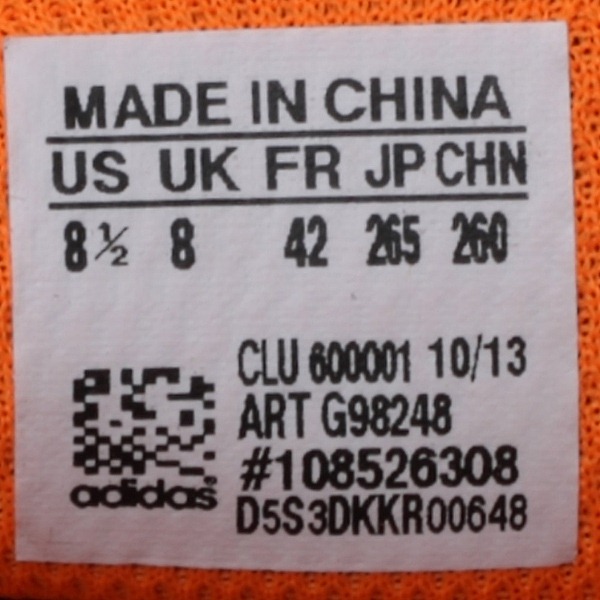 MADE IN CHINA
US UK FR JP CHN
8½ 8 42 265 260
CLU 600001 10/13
ART G98248
#108526308
adidas®
D5S3DKKR00648